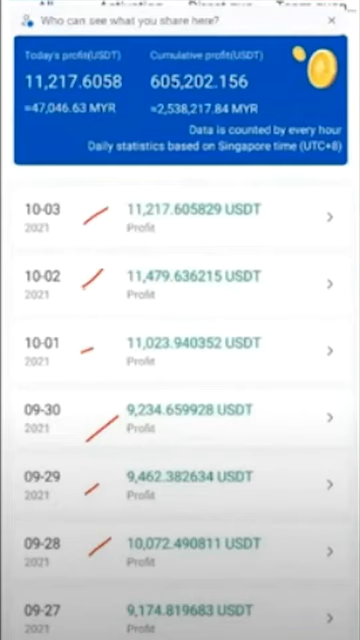 Who can see what you share here?
Today's profit(USDT) Cumulative profit(USDT)
11,217.6058 605,202.156
≈47,046.63 MYR ≈2,538,217.84 MYR
Data is counted by every hour
Daily statistics based on Singapore time (UTC+8)
10-03 11,217.605829 USDT
2021 Profit
10-02 11,479.636215 USDT
2021 Profit
10-01 11,023.940352 USDT
2021 Profit
09-30 9,234.659928 USDT
2021 Profit
09-29 9,462.382634 USDT
2021 Profit
09-28 10,072.490811 USDT
2021 Profit
09-27 9,174.819683 USDT
2021 Profit